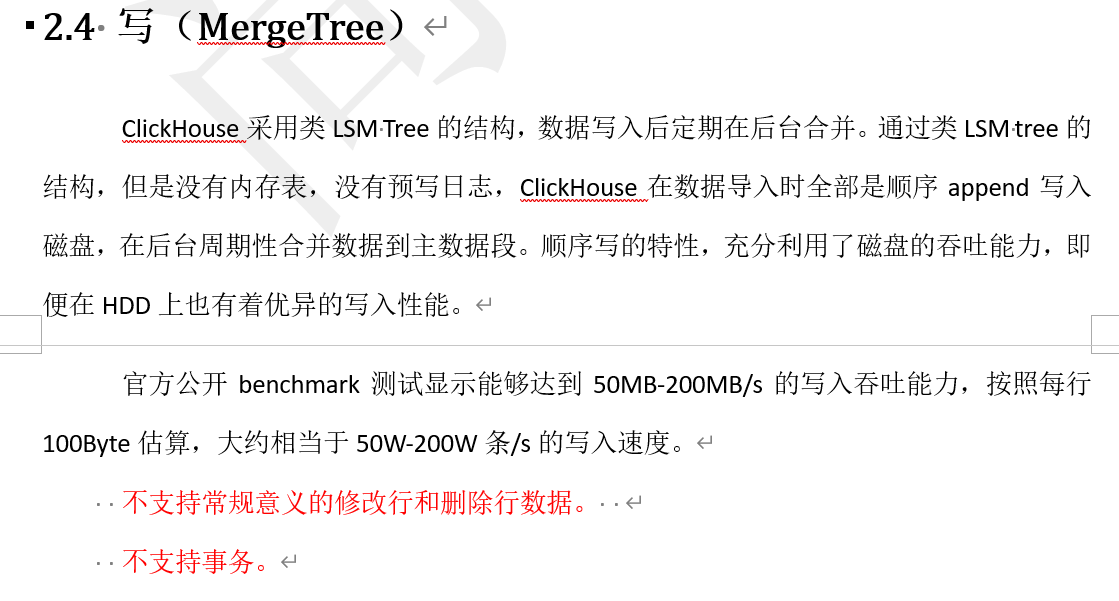 2.4 写（MergeTree）
ClickHouse 采用类 LSM Tree 的结构，数据写入后定期在后台合并。通过类 LSM tree 的
结构，但是没有内存表，没有预写日志，ClickHouse 在数据导入时全部是顺序 append 写入
磁盘，在后台周期性合并数据到主数据段。顺序写的特性，充分利用了磁盘的吞吐能力，即
便在 HDD 上也有着优异的写入性能。
官方公开 benchmark 测试显示能够达到 50MB-200MB/s 的写入吞吐能力，按照每行
100Byte 估算，大约相当于 50W-200W 条/s 的写入速度。
不支持常规意义的修改行和删除行数据。
不支持事务。